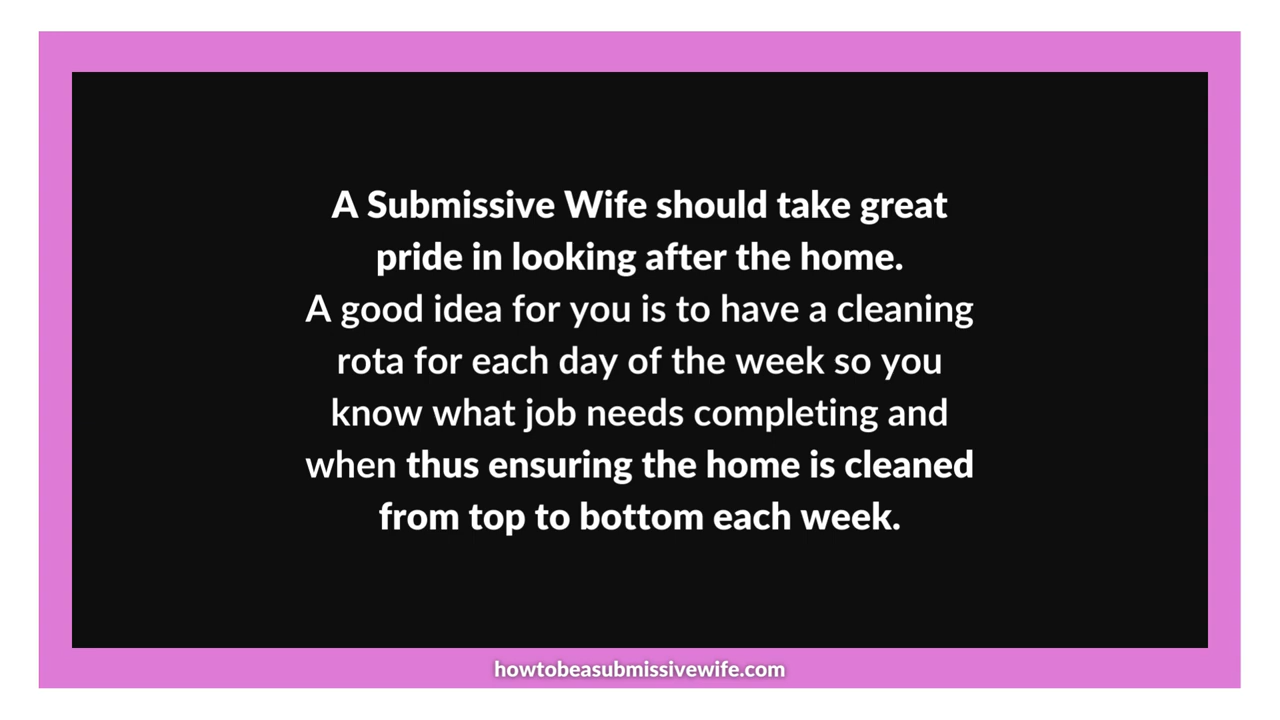 A Submissive Wife should take great
pride in looking after the home.
A good idea for you is to have a cleaning
rota for each day of the week so you
know what job needs completing and
when thus ensuring the home is cleaned
from top to bottom each week.
howtobeasubmissivewife.com